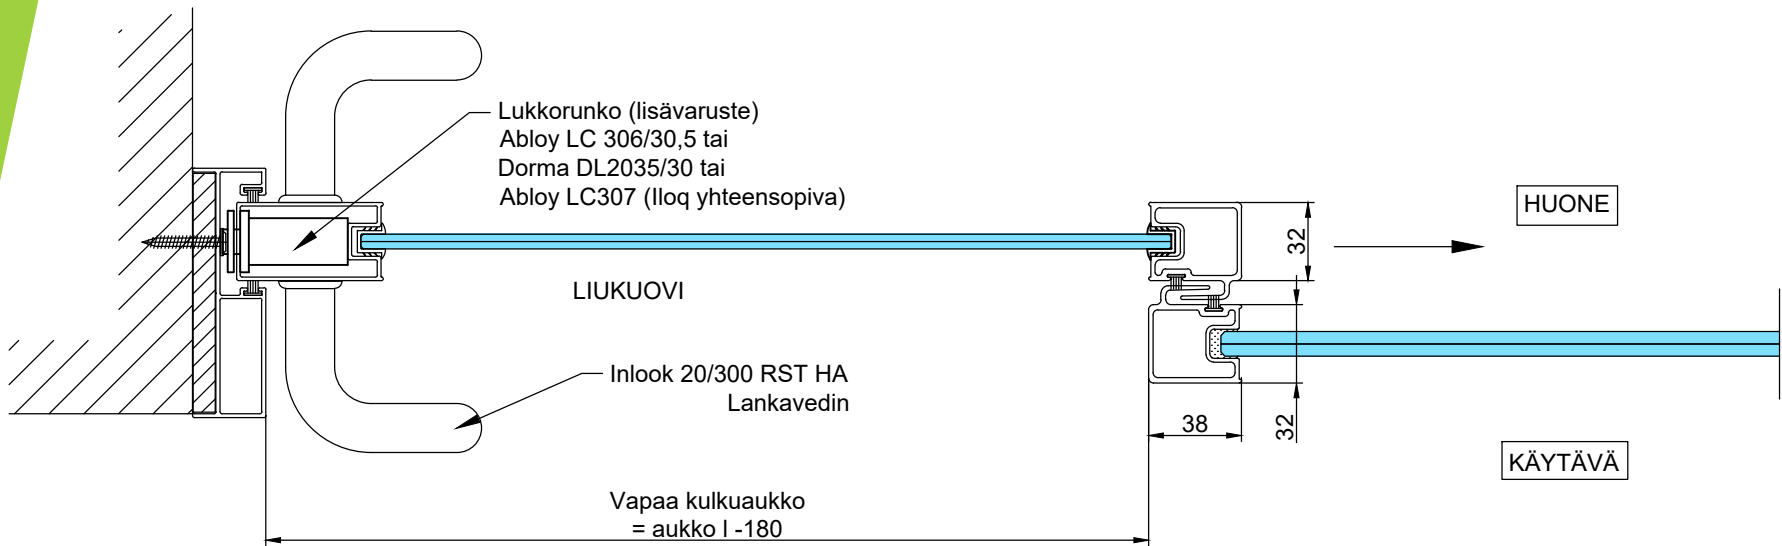 Lukkorunko (lisävaruste)
Abloy LC 306/30,5 tai
Dorma DL2035/30 tai
Abloy LC307 (Iloq yhteensopiva)
HUONE
32
LIUKUOVI
Inlook 20/300 RST HA
Lankavedin
38
32
KÄYTÄVÄ
Vapaa kulkuaukko
= aukko l -180